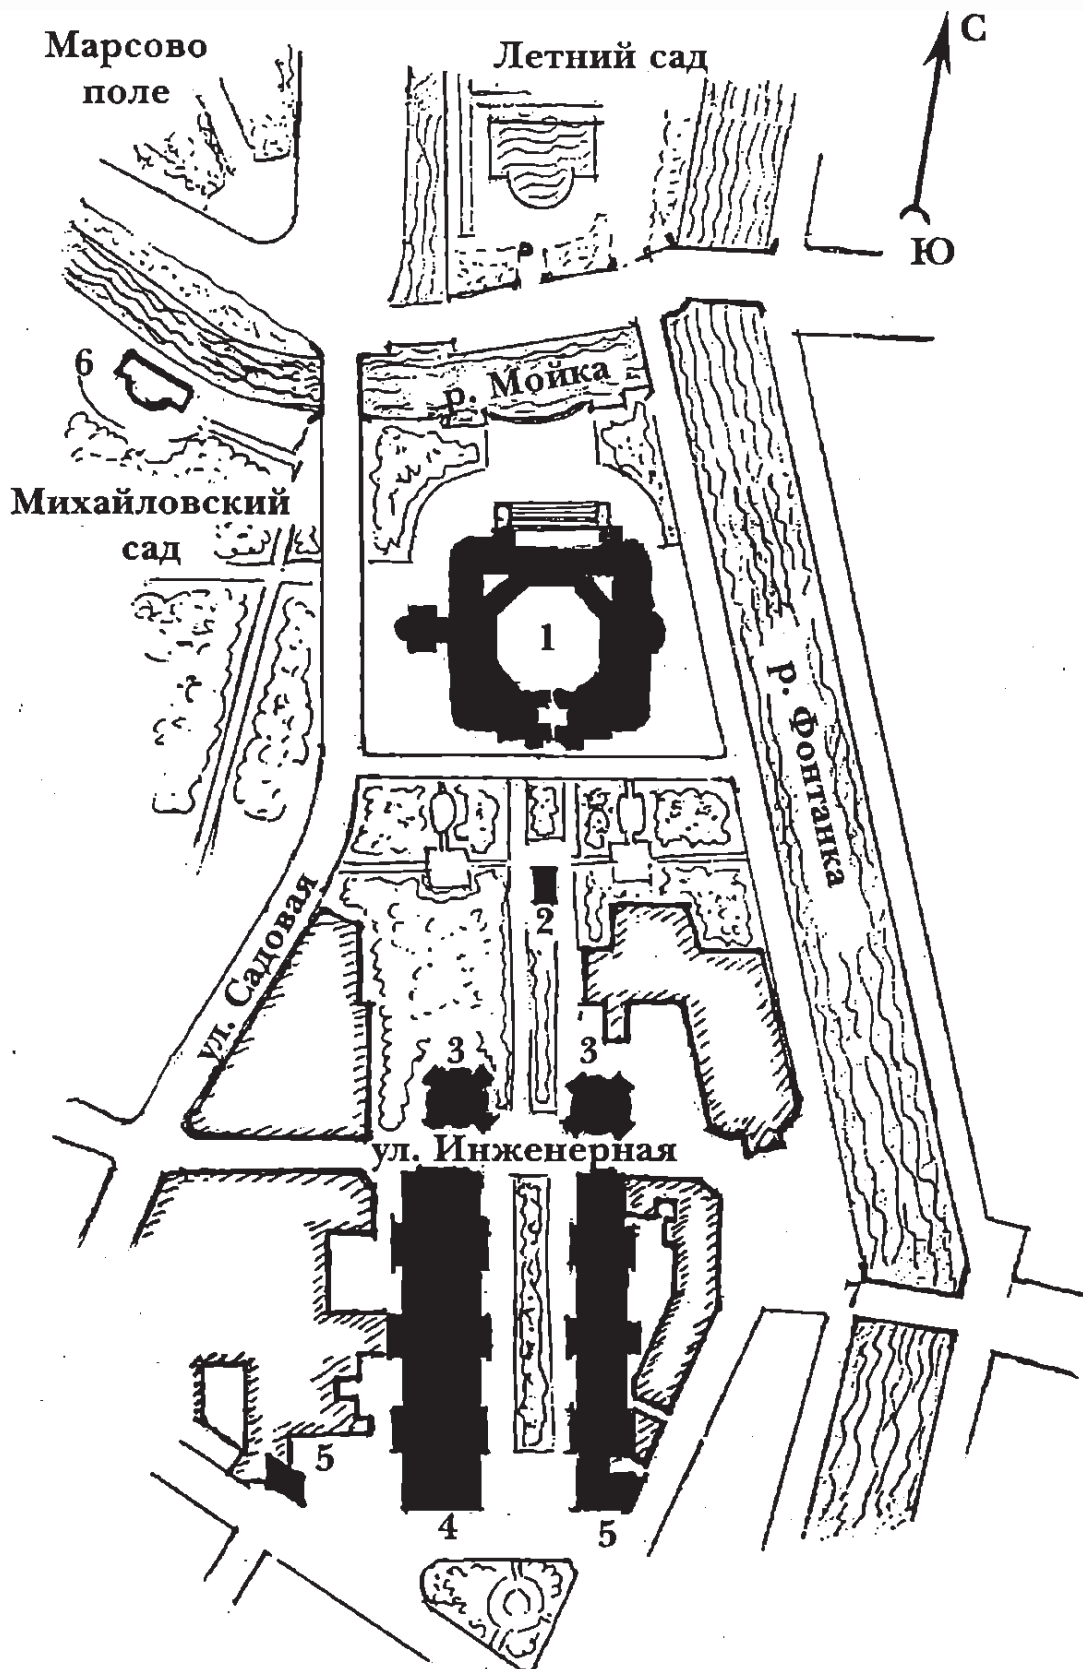 Марсово
поле
Летний сад
С
Ю
6
р. Мойка
Михайловский
сад
1
р. Фонтанка
2
ул. Садовая
3
3
ул. Инженерная
5
4
5